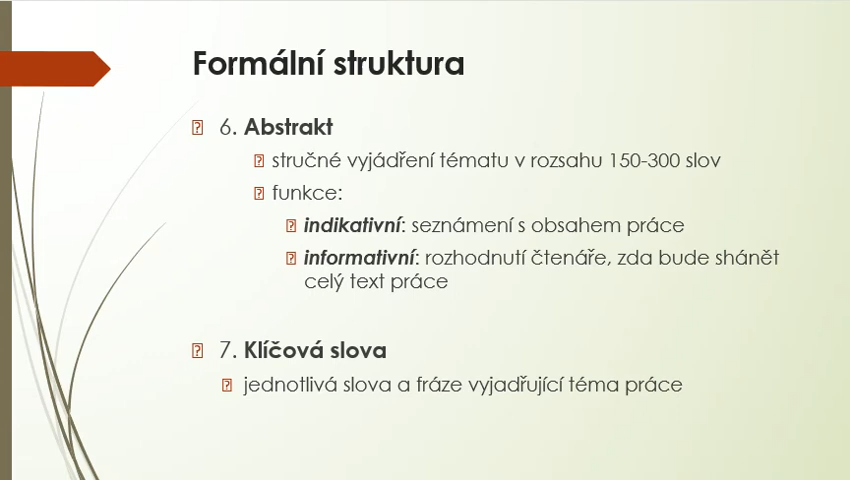 Formální struktura
6. Abstrakt
stručné vyjádření tématu v rozsahu 150-300 slov
funkce:
indikativní: seznámení s obsahem práce
informativní: rozhodnutí čtenáře, zda bude shánět
celý text práce
7. Klíčová slova
jednotlivá slova a fráze vyjadřující téma práce